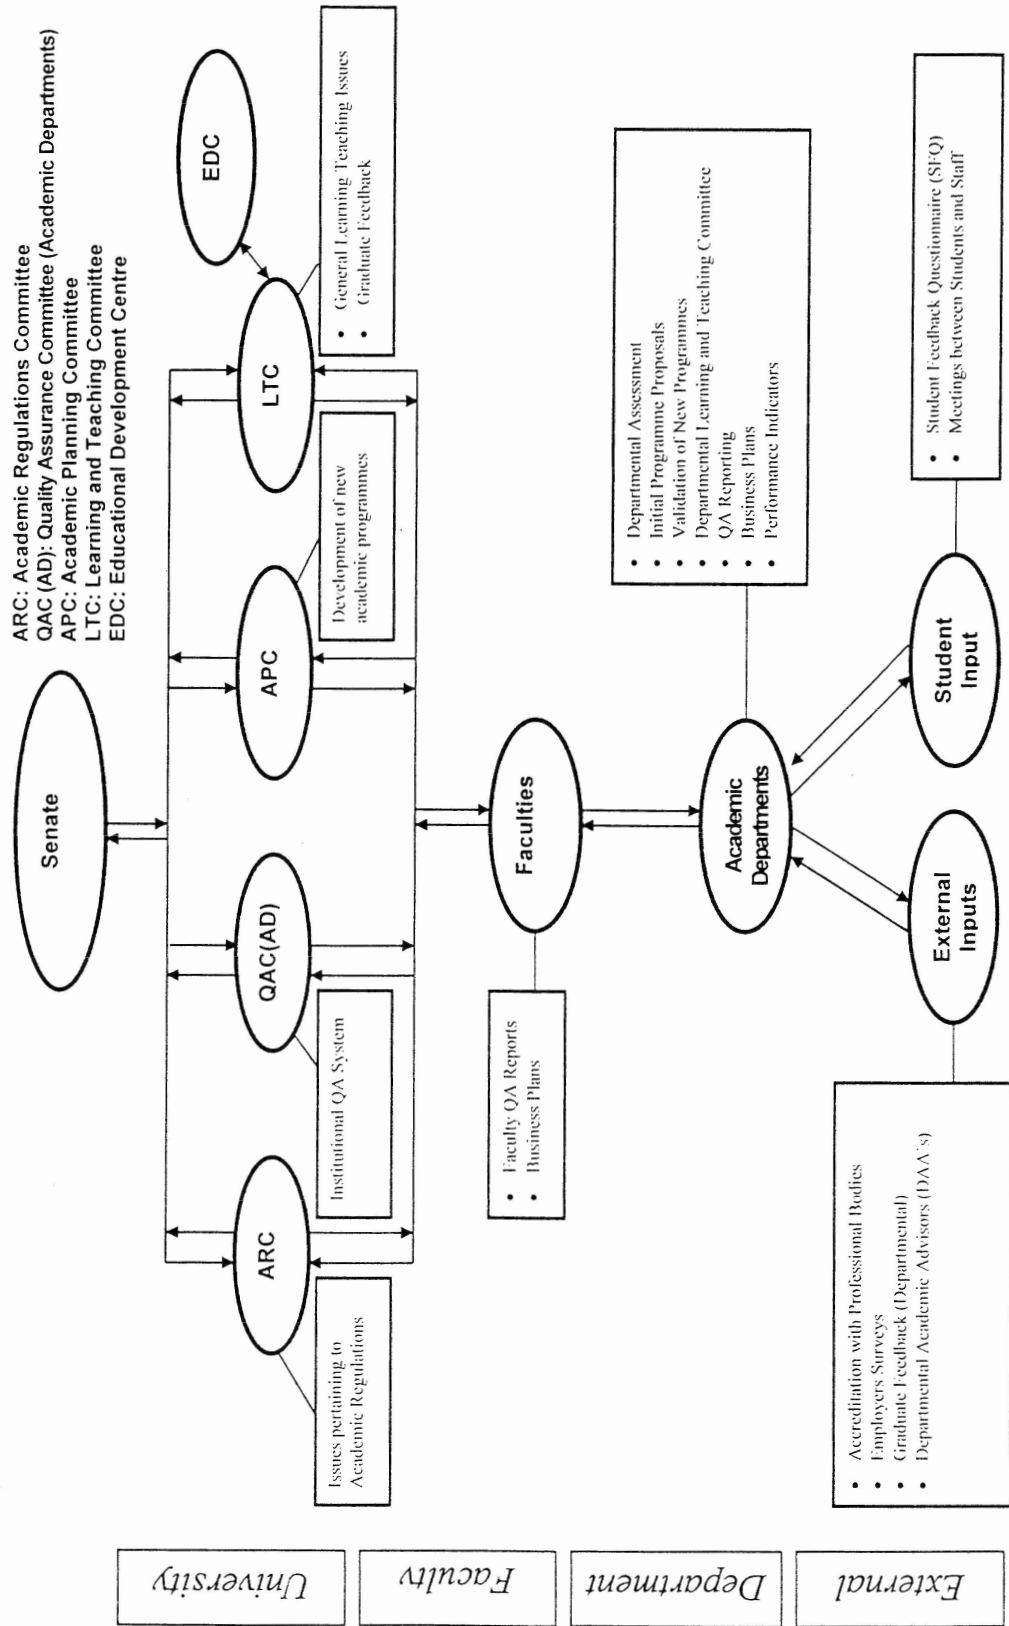 ARC: Academic Regulations Committee
QAC (AD): Quality Assurance Committee (Academic Departments)
APC: Academic Planning Committee
LTC: Learning and Teaching Committee
EDC: Educational Development Centre
Senate
ARC
QAC(AD)
APC
LTC
EDC
Issues pertaining to
Academic Regulations
Institutional QA System
Development of new
academic programmes
• General Learning Teaching Issues
• Graduate Feedback
Faculties
• Faculty QA Reports
• Business Plans
Academic
Departments
• Departmental Assessment
• Initial Programme Proposals
• Validation of New Programmes
• Departmental Learning and Teaching Committee
• QA Reporting
• Business Plans
• Performance Indicators
External
Inputs
Student
Input
• Accreditation with Professional Bodies
• Employers Surveys
• Graduate Feedback (Departmental)
• Departmental Academic Advisors (DAA's)
• Student Feedback Questionnaire (SFQ)
• Meetings between Students and Staff
University
Faculty
Department
External